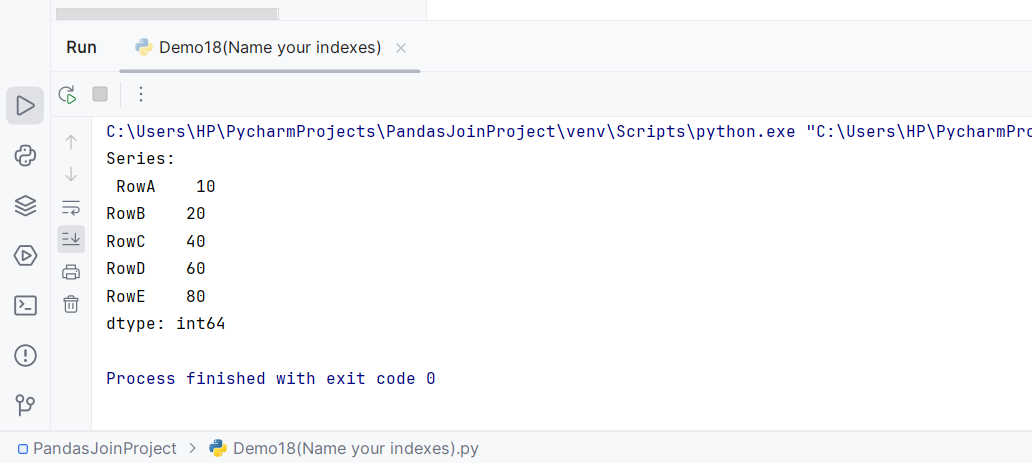 Run Demo18(Name your indexes)
C:\Users\HP\PycharmProjects\PandasJoinProject\venv\Scripts\python.exe "C:\Users\HP\PycharmPro
Series:
 RowA    10
RowB    20
RowC    40
RowD    60
RowE    80
dtype: int64
Process finished with exit code 0
PandasJoinProject > Demo18(Name your indexes).py